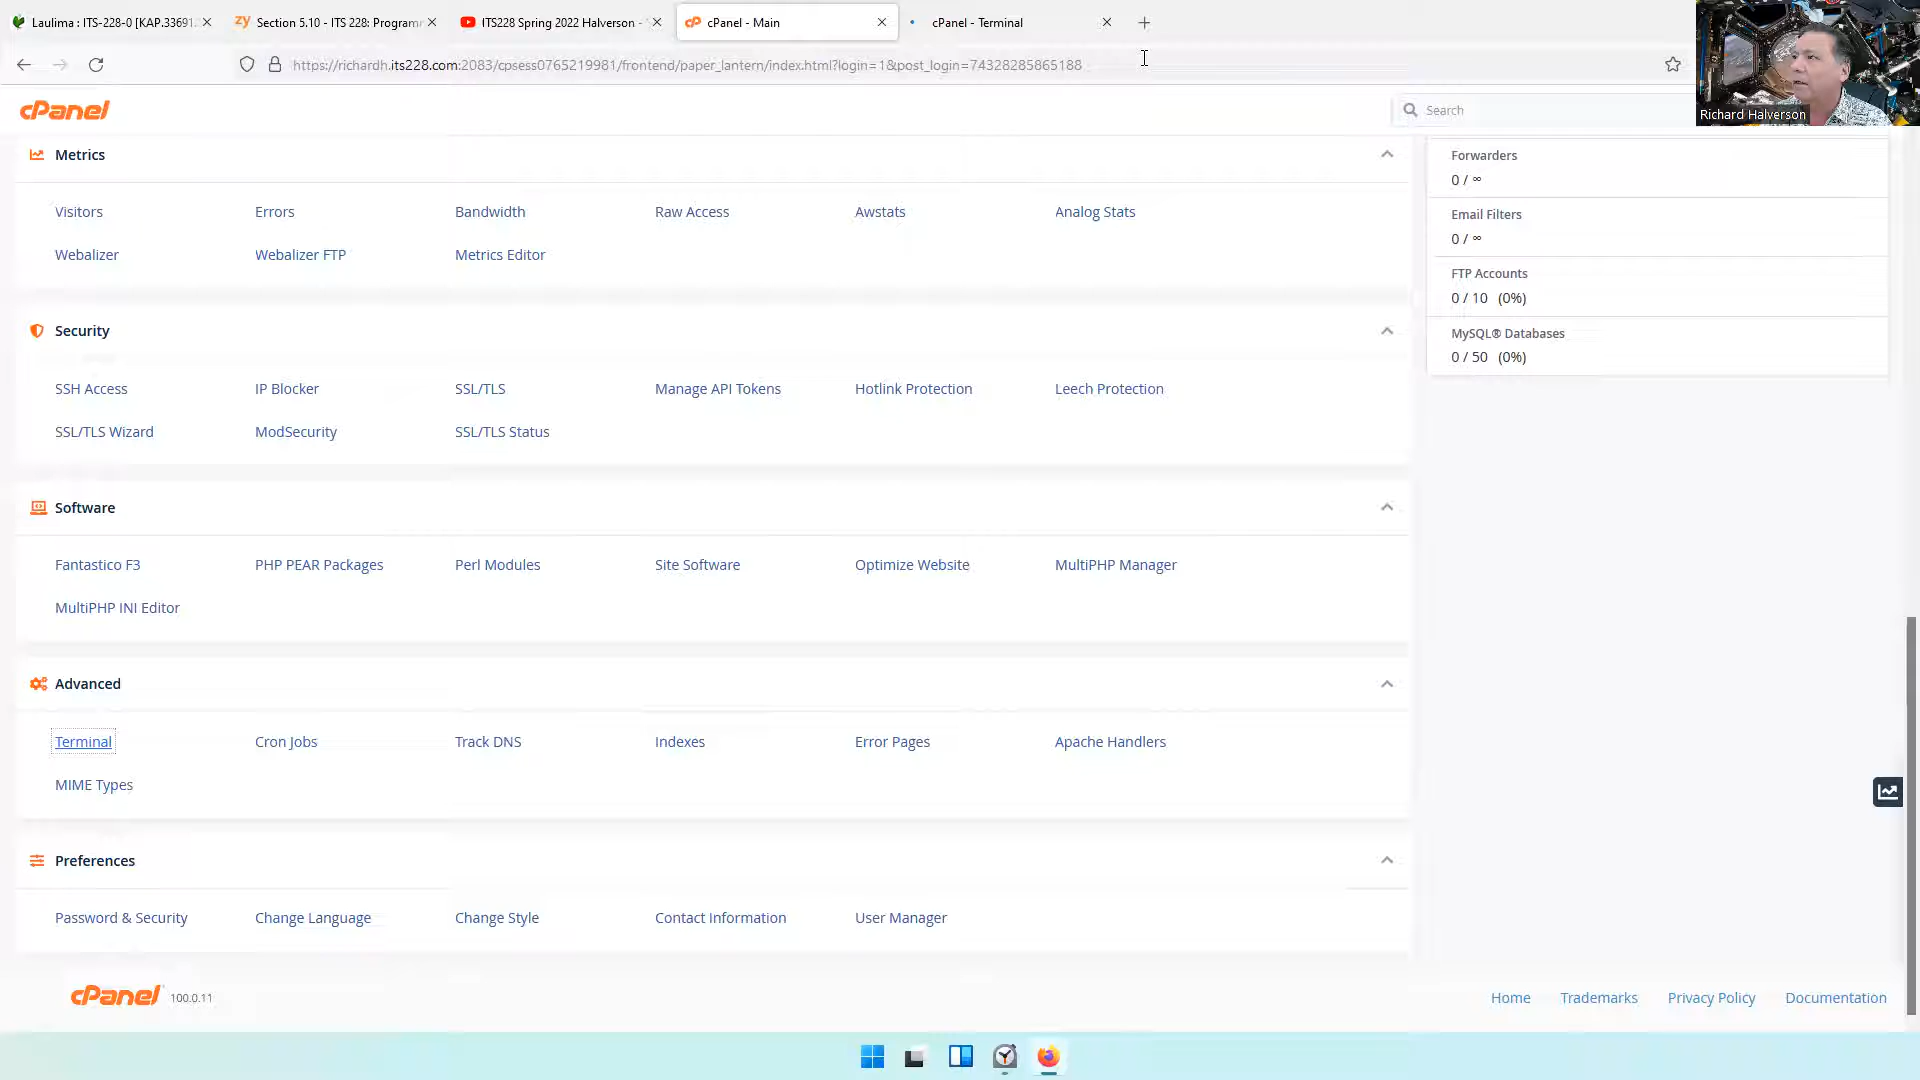 Laulima : ITS-228-0 [KAP.33691.
Section 5.10 - ITS 228: Programm
ITS228 Spring 2022 Halverson -
cPanel - Main
cPanel - Terminal
https://richardh.its228.com:2083/cpsess0765219981/frontend/paper_lantern/index.html?login=1&post_login=74328285865188
Richard Halverson
cPanel
Search
Metrics
Visitors
Errors
Bandwidth
Raw Access
Awstats
Analog Stats
Webalizer
Webalizer FTP
Metrics Editor
Security
SSH Access
IP Blocker
SSL/TLS
Manage API Tokens
Hotlink Protection
Leech Protection
SSL/TLS Wizard
ModSecurity
SSL/TLS Status
Software
Fantastico F3
PHP PEAR Packages
Perl Modules
Site Software
Optimize Website
MultiPHP Manager
MultiPHP INI Editor
Advanced
Terminal
Cron Jobs
Track DNS
Indexes
Error Pages
Apache Handlers
MIME Types
Preferences
Password & Security
Change Language
Change Style
Contact Information
User Manager
Forwarders
0 / ∞
Email Filters
0 / ∞
FTP Accounts
0 / 10 (0%)
MySQL® Databases
0 / 50 (0%)
cPanel 100.0.11
Home
Trademarks
Privacy Policy
Documentation